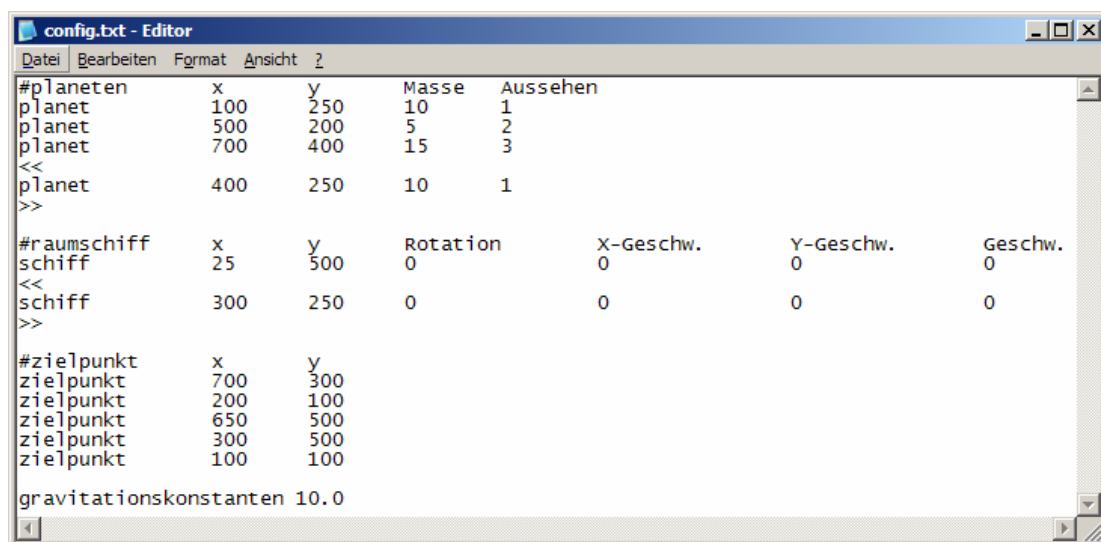 config.txt - Editor
Datei Bearbeiten Format Ansicht ?
#planeten x y Masse Aussehen
planet 100 250 10 1
planet 500 200 5 2
planet 700 400 15 3
<<
planet 400 250 10 1
>>
#raumschiff x y Rotation X-Geschw. Y-Geschw. Geschw.
schiff 25 500 0 0 0 0
<<
schiff 300 250 0 0 0 0
>>
#zielpunkt x y
zielpunkt 700 300
zielpunkt 200 100
zielpunkt 650 500
zielpunkt 300 500
zielpunkt 100 100
gravitationskonstanten 10.0